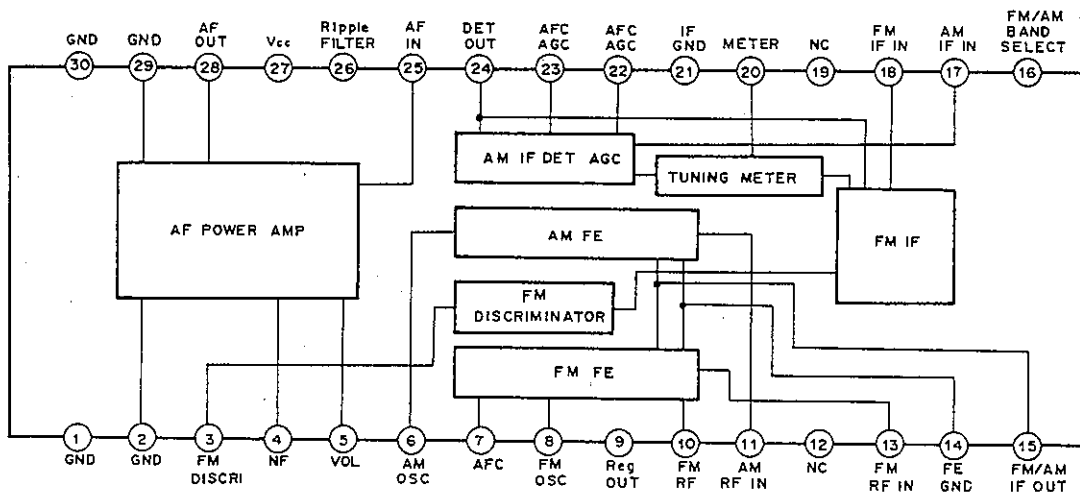 GND
30
GND
29
AF
OUT
28
Vcc
27
Ripple
FILTER
26
AF
IN
25
DET
OUT
24
AFC
AGC
23
AFC
AGC
22
IF
GND
21
METER
20
NC
19
FM
IF IN
18
AM
IF IN
17
FM/AM
BAND
SELECT
16
AF POWER AMP
AM IF DET AGC
TUNING METER
FM IF
AM FE
FM
DISCRIMINATOR
FM FE
1
GND
2
GND
3
FM
DISCRI
4
NF
5
VOL
6
AM
OSC
7
AFC
8
FM
OSC
9
Reg
OUT
10
FM
RF
11
AM
RF IN
12
NC
13
FM
RF IN
14
FE
GND
15
FM/AM
IF OUT